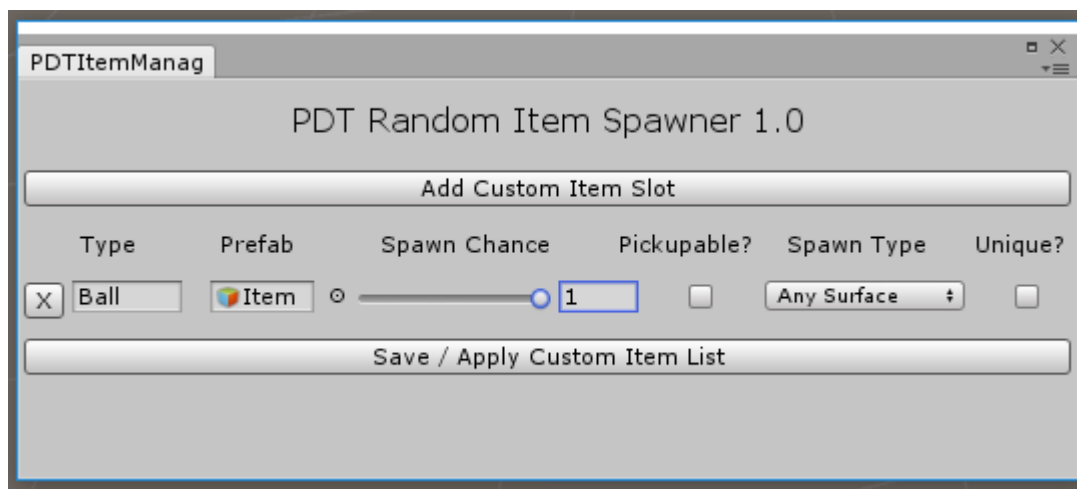 PDTItemManag
PDT Random Item Spawner 1.0
Add Custom Item Slot
Type Prefab Spawn Chance Pickupable? Spawn Type Unique?
X Ball Item 1 Any Surface
Save / Apply Custom Item List